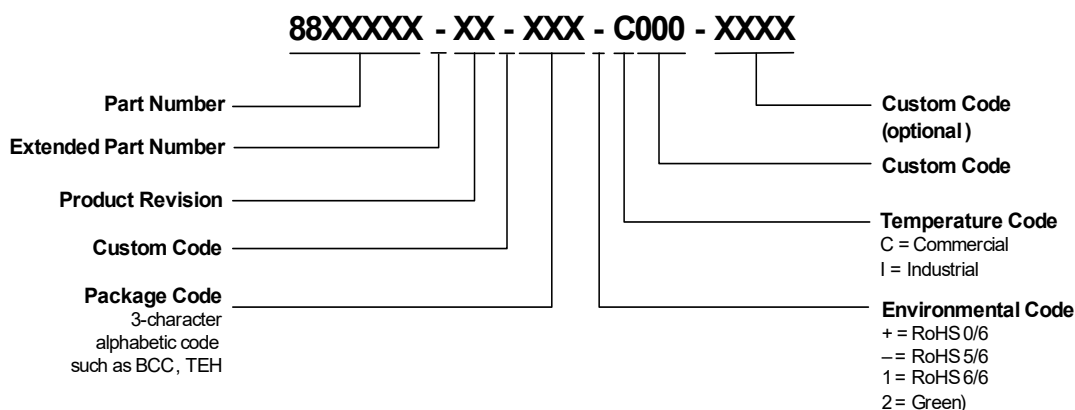 88XXXXX - XX - XXX - C000 - XXXX
Part Number
Extended Part Number
Product Revision
Custom Code
Package Code
3-character
alphabetic code
such as BCC, TEH
Custom Code
(optional)
Custom Code
Temperature Code
C = Commercial
I = Industrial
Environmental Code
+ = RoHS 0/6
– = RoHS 5/6
1 = RoHS 6/6
2 = Green)